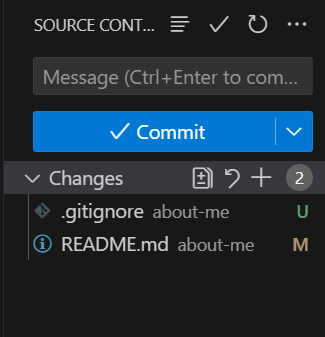 SOURCE CONT...
Message (Ctrl+Enter to com...
Commit
Changes 2
.gitignore about-me U
README.md about-me M